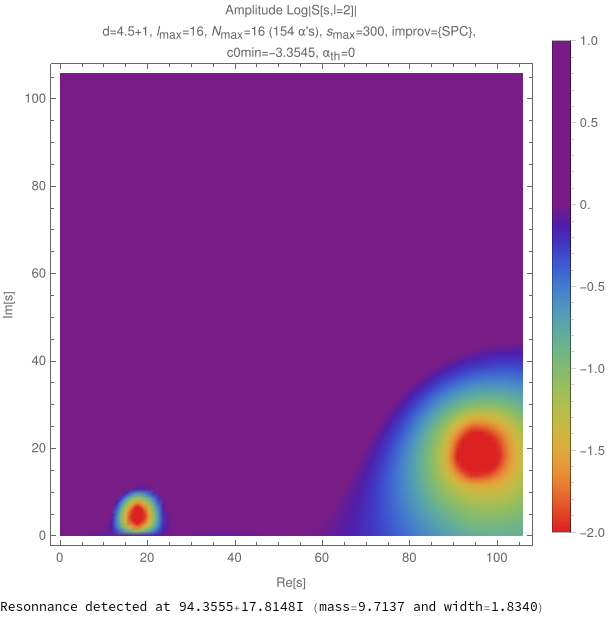 Amplitude Log|S[s,l=2]|
d=4.5+1, lmax=16, Nmax=16 (154 α's), smax=300, improv={SPC},
c0min=−3.3545, αth=0
1.0
0.5
0.
−0.5
−1.0
−1.5
−2.0
Im[s]
100
80
60
40
20
0
0 20 40 60 80 100
Re[s]
Resonnance detected at 94.3555+17.8148I (mass=9.7137 and width=1.8340)